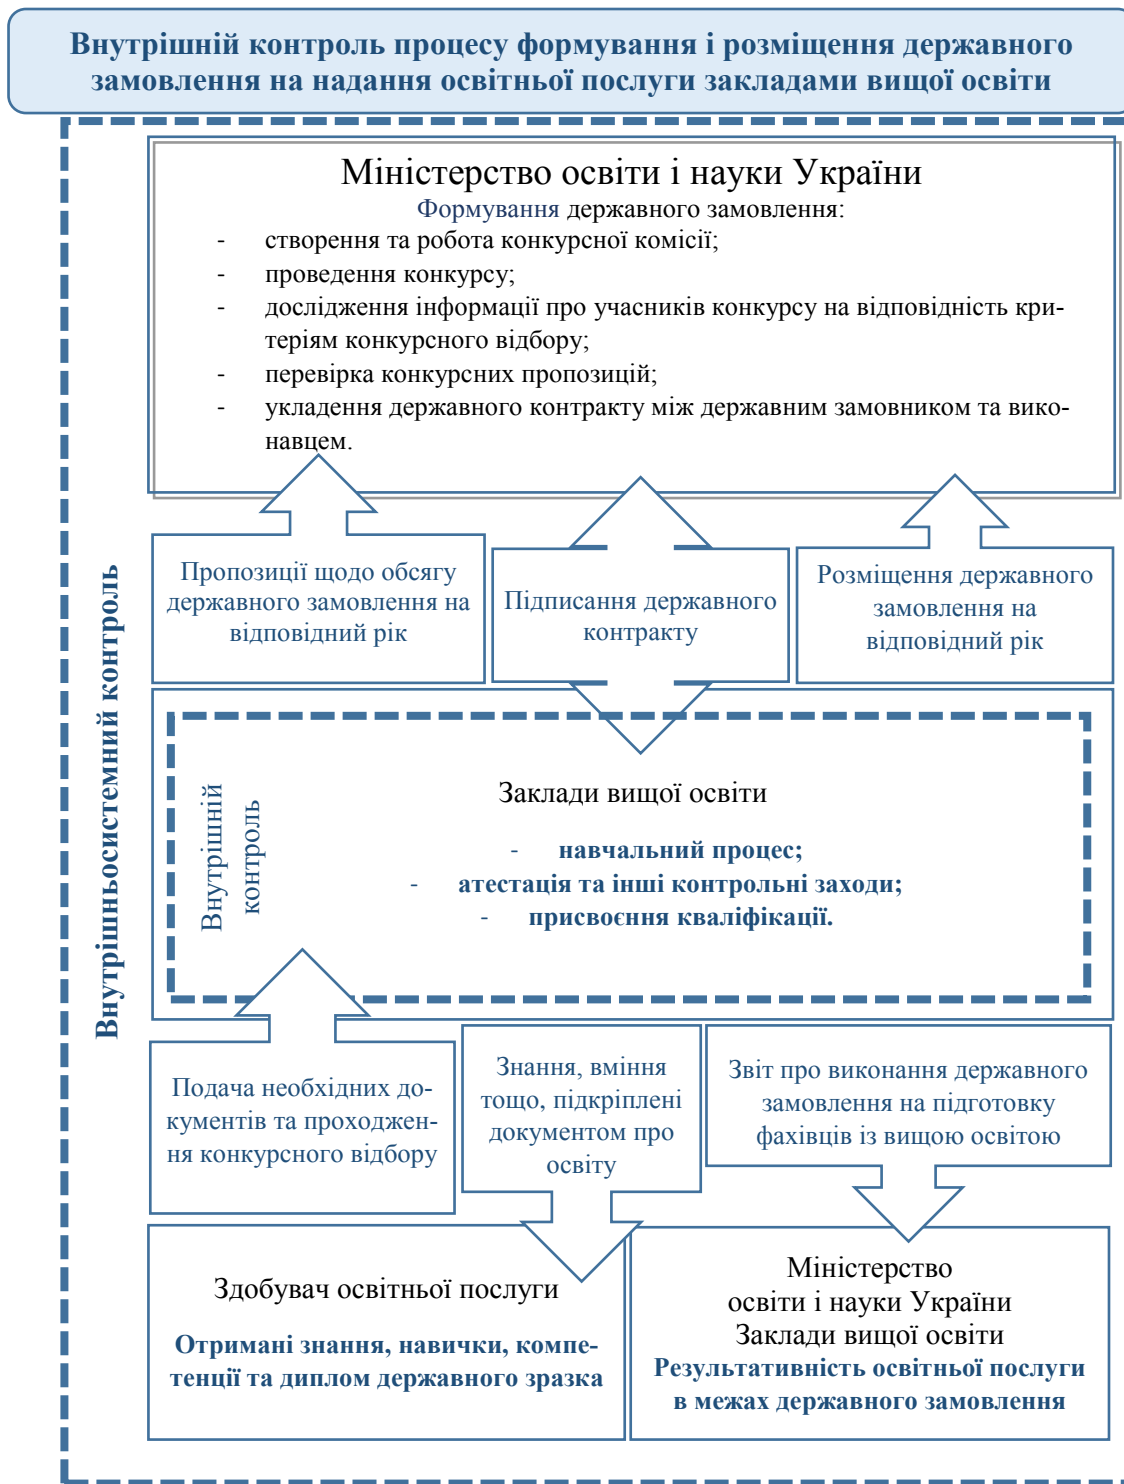 Внутрішній контроль процесу формування і розміщення державного
замовлення на надання освітньої послуги закладами вищої освіти
Внутрішньосистемний контроль
Міністерство освіти і науки України
Формування державного замовлення:
- створення та робота конкурсної комісії;
- проведення конкурсу;
- дослідження інформації про учасників конкурсу на відповідність кри-
теріям конкурсного відбору;
- перевірка конкурсних пропозицій;
- укладення державного контракту між державним замовником та вико-
навцем.
Пропозиції щодо обсягу
державного замовлення на
відповідний рік
Підписання державного
контракту
Розміщення державного
замовлення на
відповідний рік
Внутрішній
контроль
Заклади вищої освіти
- навчальний процес;
- атестація та інші контрольні заходи;
- присвоєння кваліфікації.
Подача необхідних до-
кументів та проходжен-
ня конкурсного відбору
Знання, вміння
тощо, підкріплені
документом про
освіту
Звіт про виконання державного
замовлення на підготовку
фахівців із вищою освітою
Здобувач освітньої послуги
Отримані знання, навички, компе-
тенції та диплом державного зразка
Міністерство
освіти і науки України
Заклади вищої освіти
Результативність освітньої послуги
в межах державного замовлення